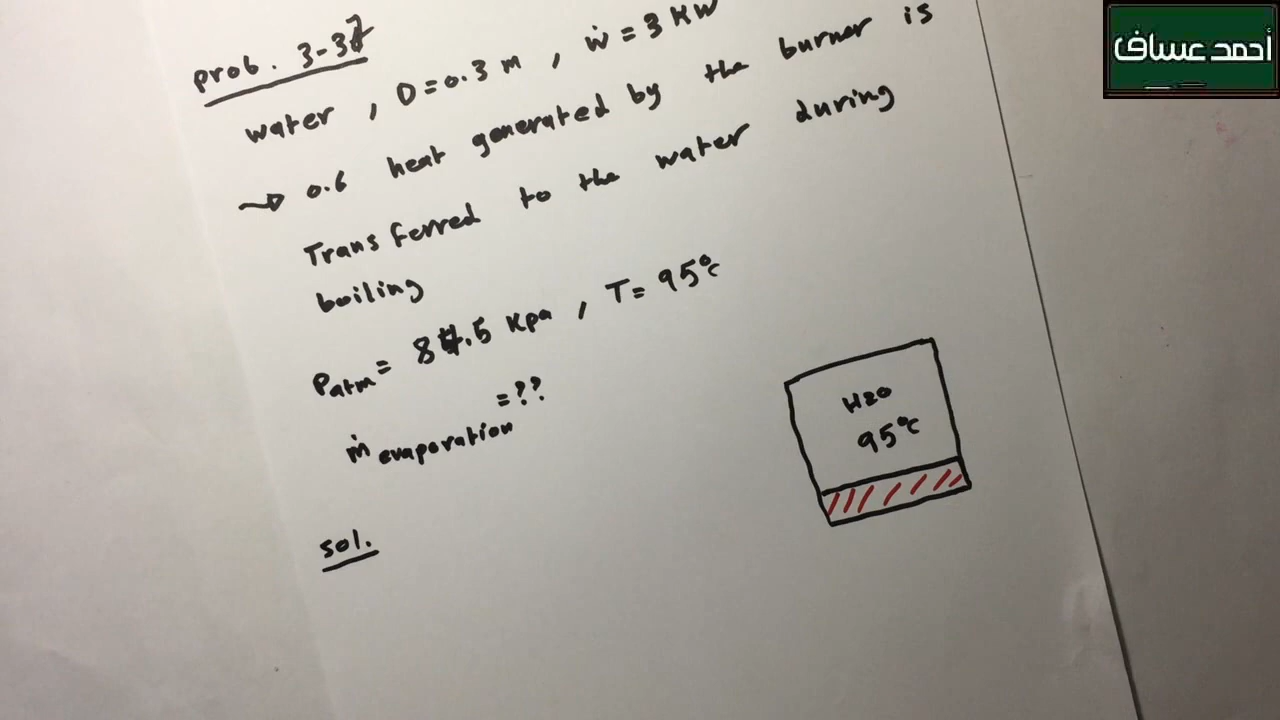 أحمد عساف
prob. 3-37
water, D=0.3 m, ẇ = 3 KW
→ 0.6 heat generated by the burner is
Transferred to the water during
boiling
Patm = 84.5 Kpa, T= 95°c
ṁ evaporation =??
H2O
95°C
sol.